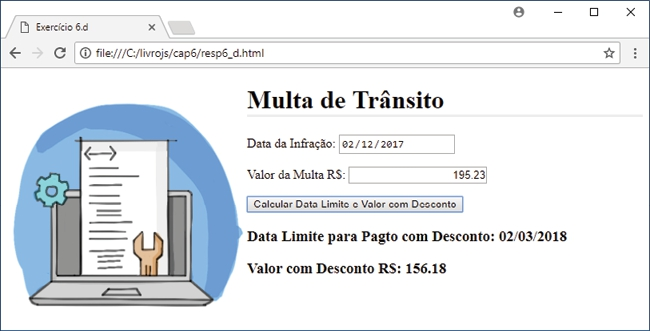 Exercício 6.d
file:///C:/livrojs/cap6/resp6_d.html
Multa de Trânsito
Data da Infração: 02/12/2017
Valor da Multa R$: 195.23
Calcular Data Limite e Valor com Desconto
Data Limite para Pagto com Desconto: 02/03/2018
Valor com Desconto R$: 156.18